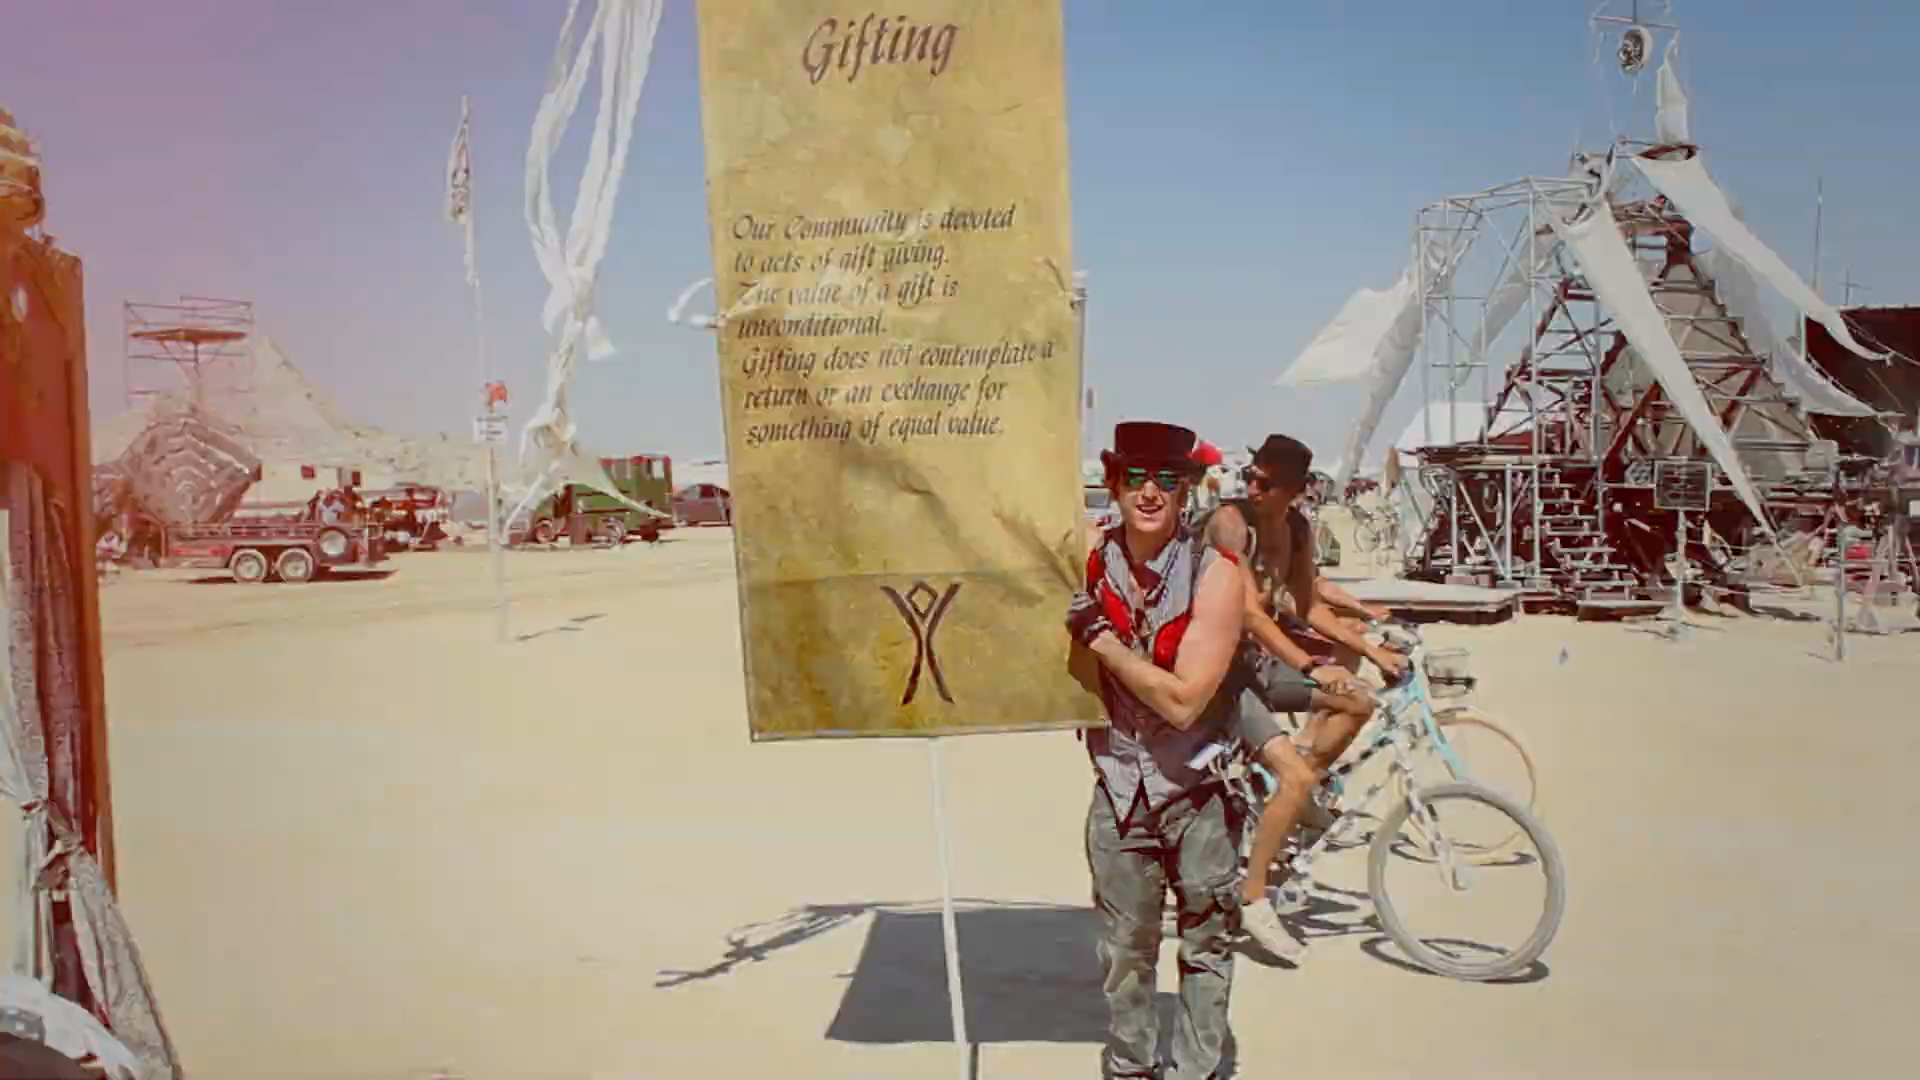 Gifting
Our Community is devoted
to acts of gift giving.
The value of a gift is
unconditional.
Gifting does not contemplate a
return or an exchange for
something of equal value.